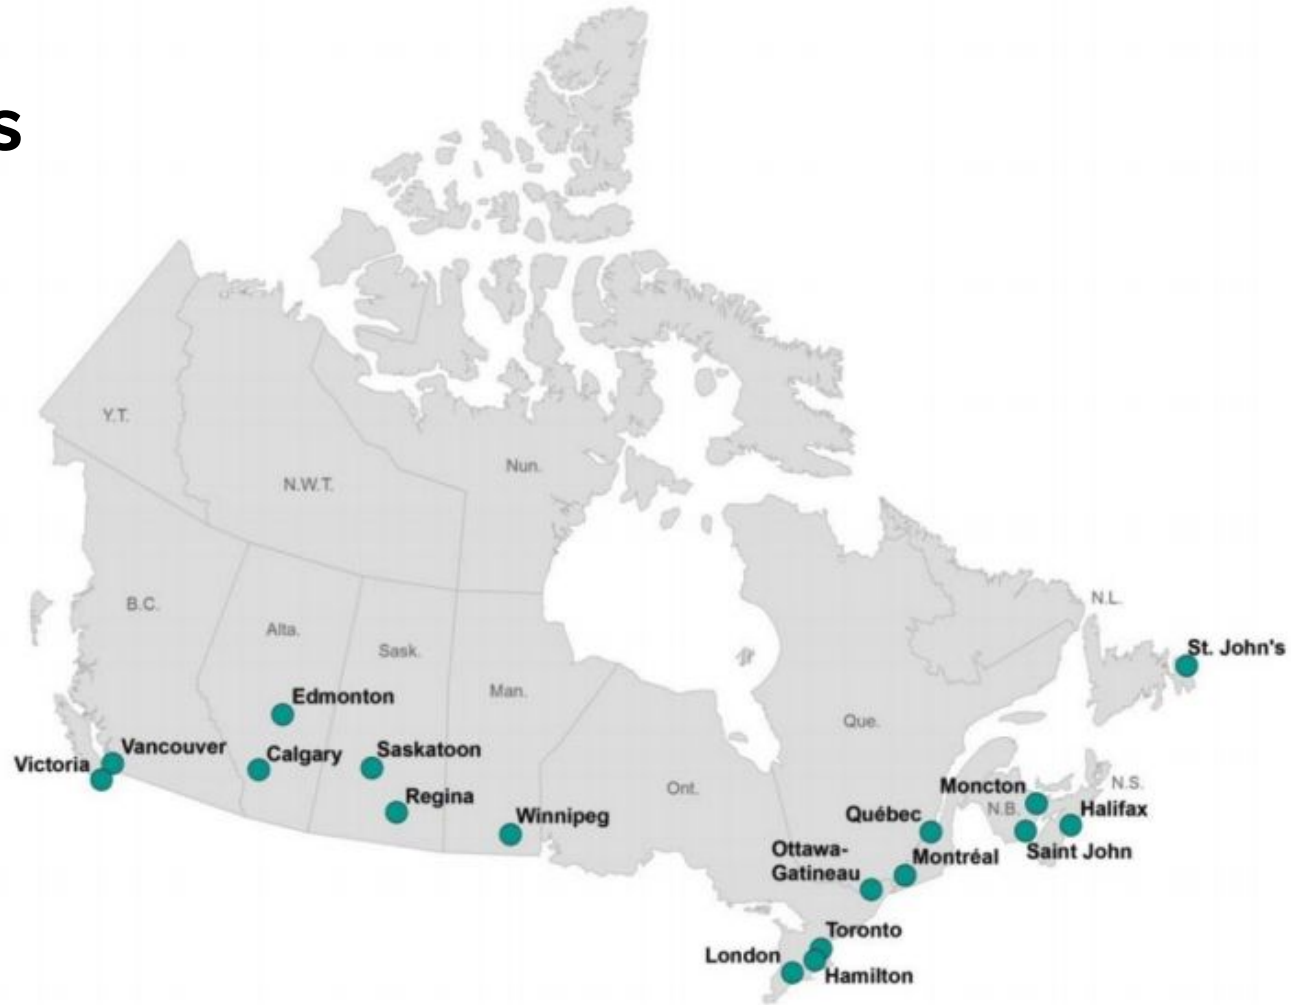 s
Y.T.
N.W.T.
Nun.
B.C.
Alta.
Sask.
Man.
Ont.
Que.
N.L.
N.B.
N.S.
St. John's
Edmonton
Vancouver
Victoria
Calgary
Saskatoon
Regina
Winnipeg
Moncton
Halifax
Saint John
Québec
Montréal
Ottawa-
Gatineau
Toronto
London
Hamilton